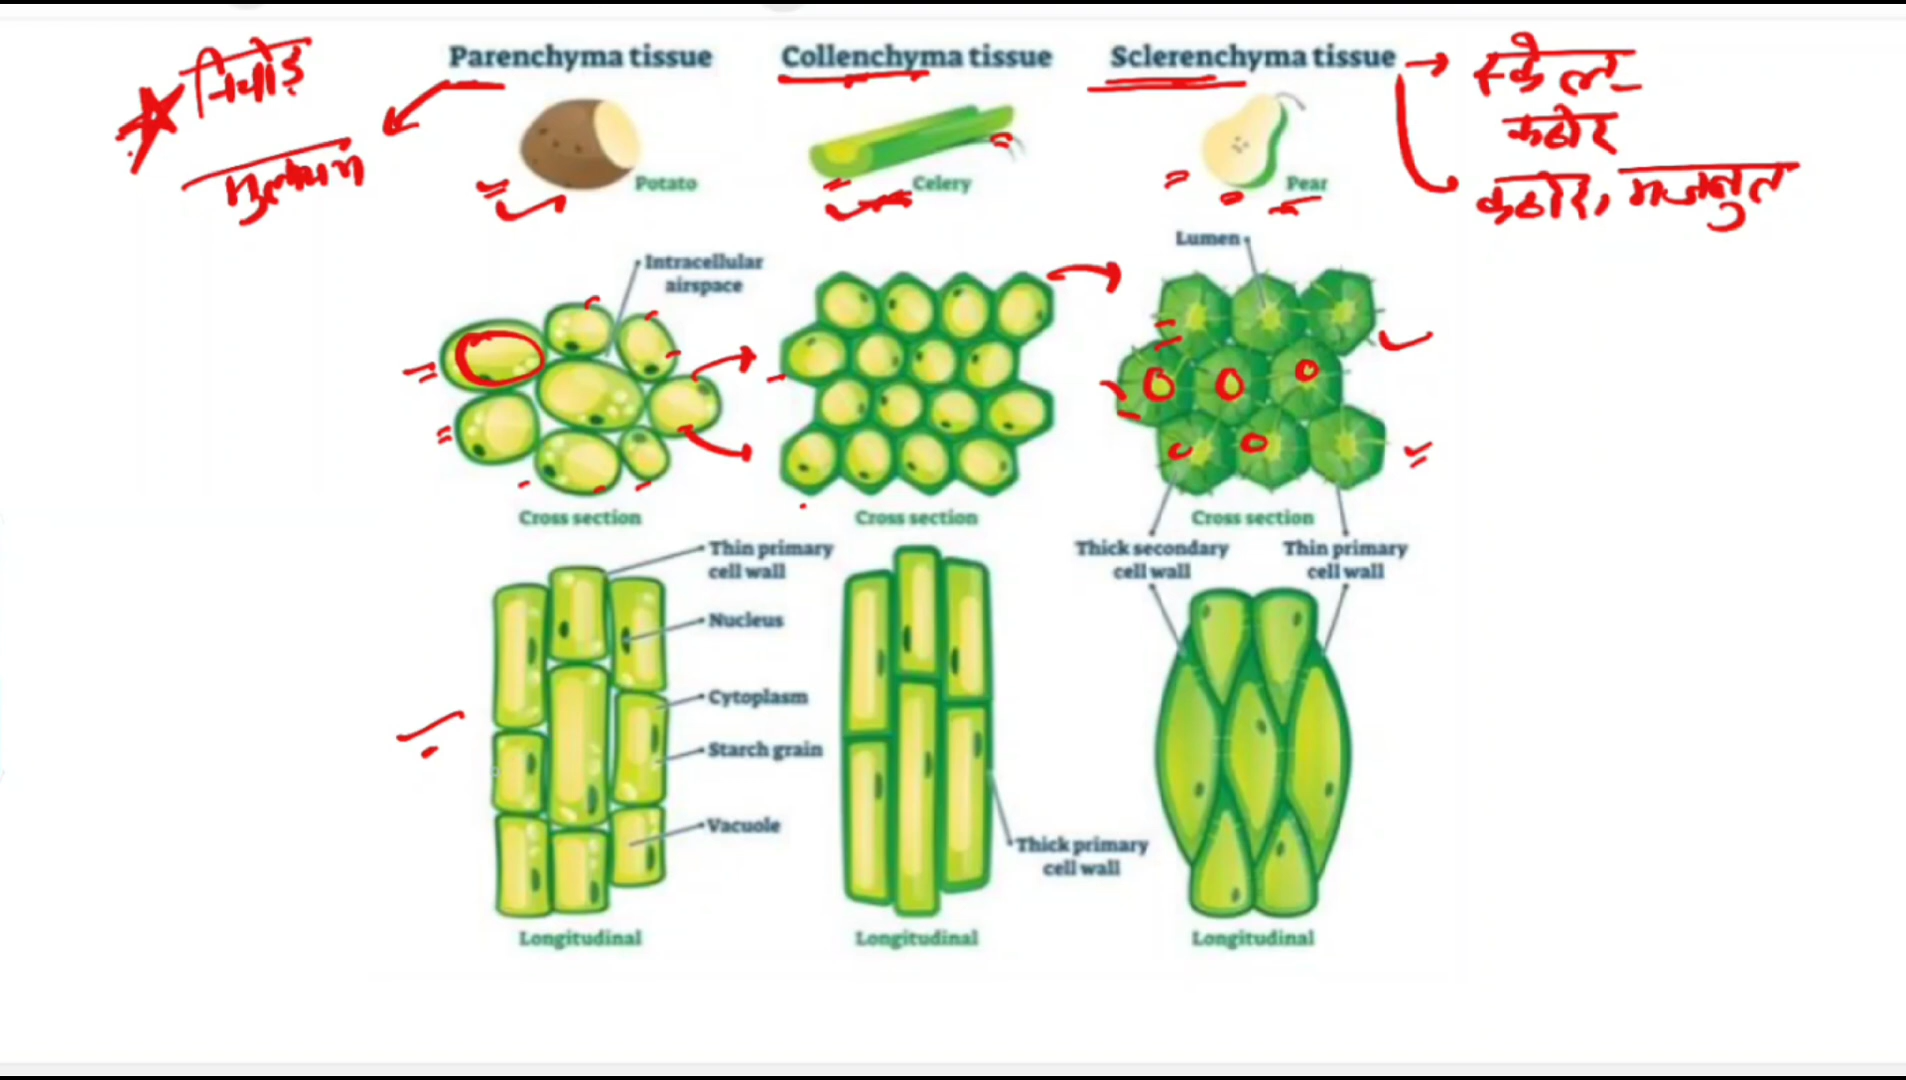 Parenchyma tissue
Collenchyma tissue
Sclerenchyma tissue
स्केले-
कठोर
कठोर, मजबुत
Potato
Celery
Pear
Lumen
Intracellular
airspace
Cross section
Cross section
Cross section
Thin primary
cell wall
Thick secondary
cell wall
Thin primary
cell wall
Nucleus
Cytoplasm
Starch grain
Vacuole
Thick primary
cell wall
Longitudinal
Longitudinal
Longitudinal